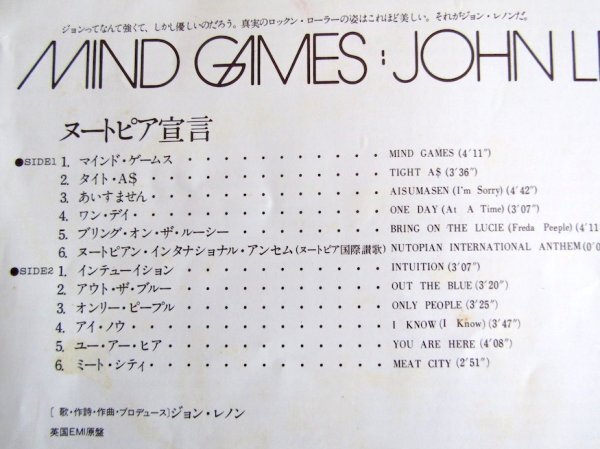 ジョンってなんて強くて、しかし優しいのだろう。真実のロックン・ローラーの姿はこれほど美しい。それがジョン・レノンだ。
MIND GAMES : JOHN LE
ヌートピア宣言
●SIDE1 1. マインド・ゲームス MIND GAMES (4′11″)
2. タイト・A$ TIGHT A$ (3′36″)
3. あいすません AISUMASEN (I'm Sorry) (4′42″)
4. ワン・デイ ONE DAY (At A Time) (3′07″)
5. ブリング・オン・ザ・ルーシー BRING ON THE LUCIE (Freda Peeple) (4′11
6. ヌートピアン・インタナショナル・アンセム (ヌートピア国際讃歌) NUTOPIAN INTERNATIONAL ANTHEM (0′0
●SIDE2 1. インテューイション INTUITION (3′07″)
2. アウト・ザ・ブルー OUT THE BLUE (3′20″)
3. オンリー・ピープル ONLY PEOPLE (3′25″)
4. アイ・ノウ I KNOW (I Know) (3′47″)
5. ユー・アー・ヒア YOU ARE HERE (4′08″)
6. ミート・シティ MEAT CITY (2′51″)
[歌・作詩・作曲・プロデュース] ジョン・レノン
英国EMI原盤